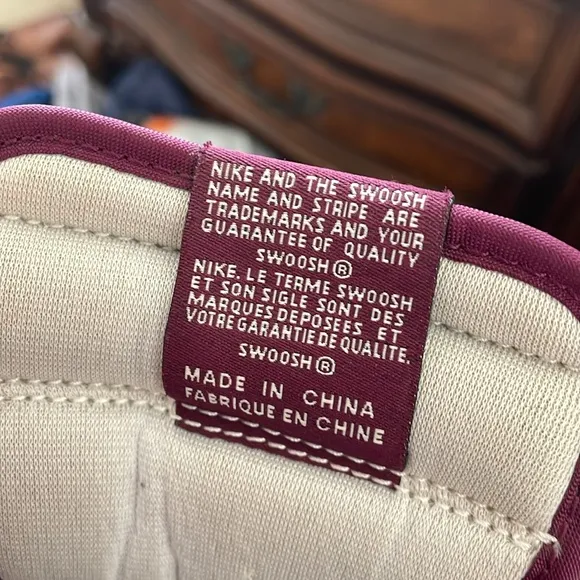 NIKE AND THE SWOOSH
NAME AND STRIPE ARE
TRADEMARKS AND YOUR
GUARANTEE OF QUALITY
SWOOSH®
NIKE. LE TERME SWOOSH
ET SON SIGLE SONT DES
MARQUES DEPOSEES ET
VOTRE GARANTIE DE QUALITE.
SWOOSH®
MADE IN CHINA
FABRIQUE EN CHINE